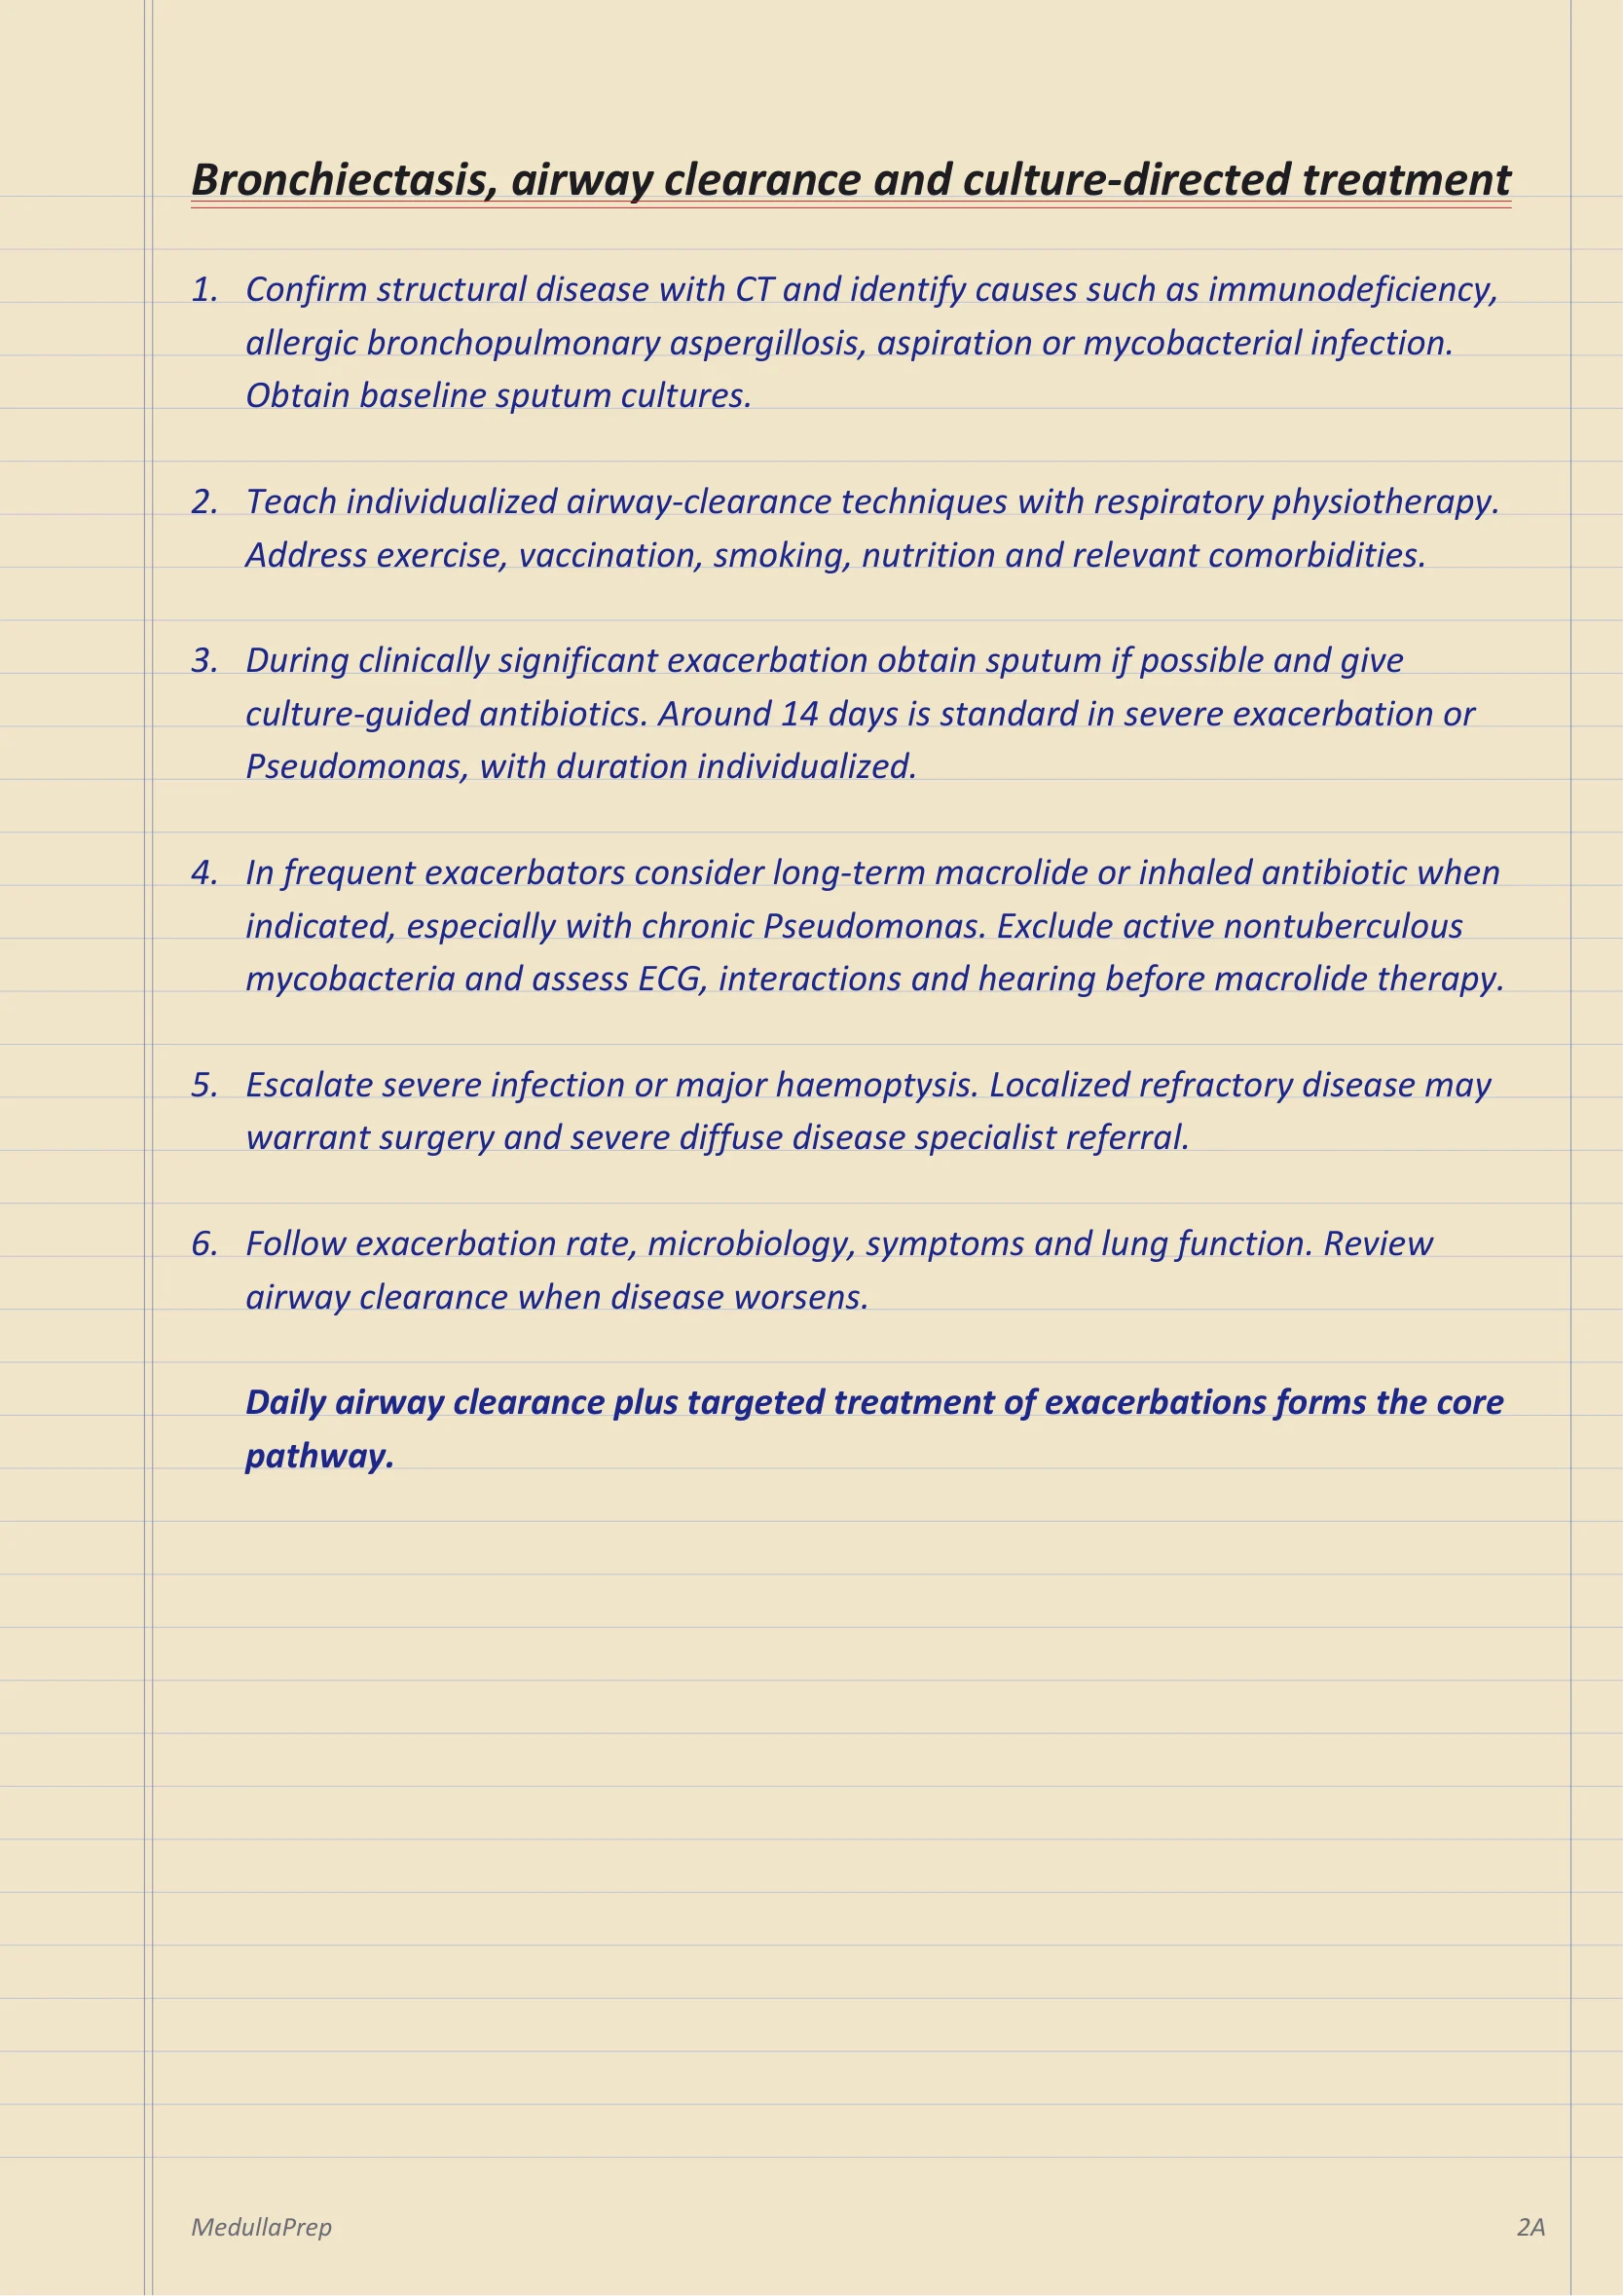 Bronchiectasis, airway clearance and culture-directed treatment
1. Confirm structural disease with CT and identify causes such as immunodeficiency,
allergic bronchopulmonary aspergillosis, aspiration or mycobacterial infection.
Obtain baseline sputum cultures.
2. Teach individualized airway-clearance techniques with respiratory physiotherapy.
Address exercise, vaccination, smoking, nutrition and relevant comorbidities.
3. During clinically significant exacerbation obtain sputum if possible and give
culture-guided antibiotics. Around 14 days is standard in severe exacerbation or
Pseudomonas, with duration individualized.
4. In frequent exacerbators consider long-term macrolide or inhaled antibiotic when
indicated, especially with chronic Pseudomonas. Exclude active nontuberculous
mycobacteria and assess ECG, interactions and hearing before macrolide therapy.
5. Escalate severe infection or major haemoptysis. Localized refractory disease may
warrant surgery and severe diffuse disease specialist referral.
6. Follow exacerbation rate, microbiology, symptoms and lung function. Review
airway clearance when disease worsens.
Daily airway clearance plus targeted treatment of exacerbations forms the core
pathway.
MedullaPrep
2A